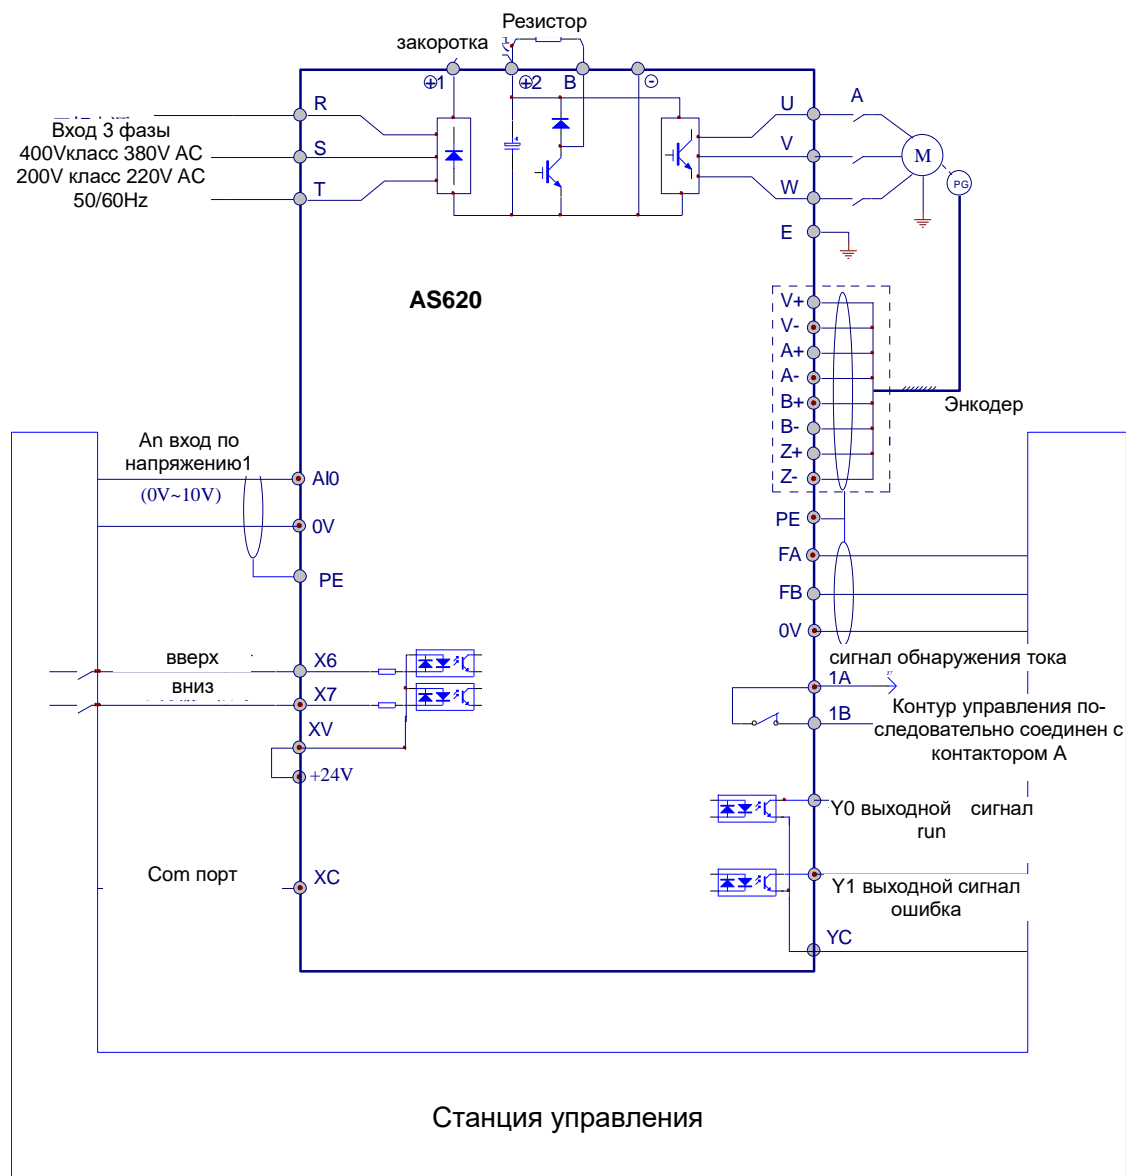 Резистор
закоротка
⊕1
⊕2
B
⊖
R
Вход 3 фазы
400Vкласс 380V AC
S
200V класс 220V AC
T
50/60Hz
U
A
V
M
W
PG
E
AS620
V+
V-
A+
A-
B+
B-
Z+
Z-
Энкодер
An вход по
напряжению1
(0V~10V)
AI0
0V
PE
PE
FA
FB
0V
вверх
X6
вниз
X7
XV
+24V
сигнал обнаружения тока
1A
1B
Контур управления по-
следовательно соединен с
контактором А
Y0 выходной сигнал
run
Com порт
XC
Y1 выходной сигнал
ошибка
YC
Станция управления